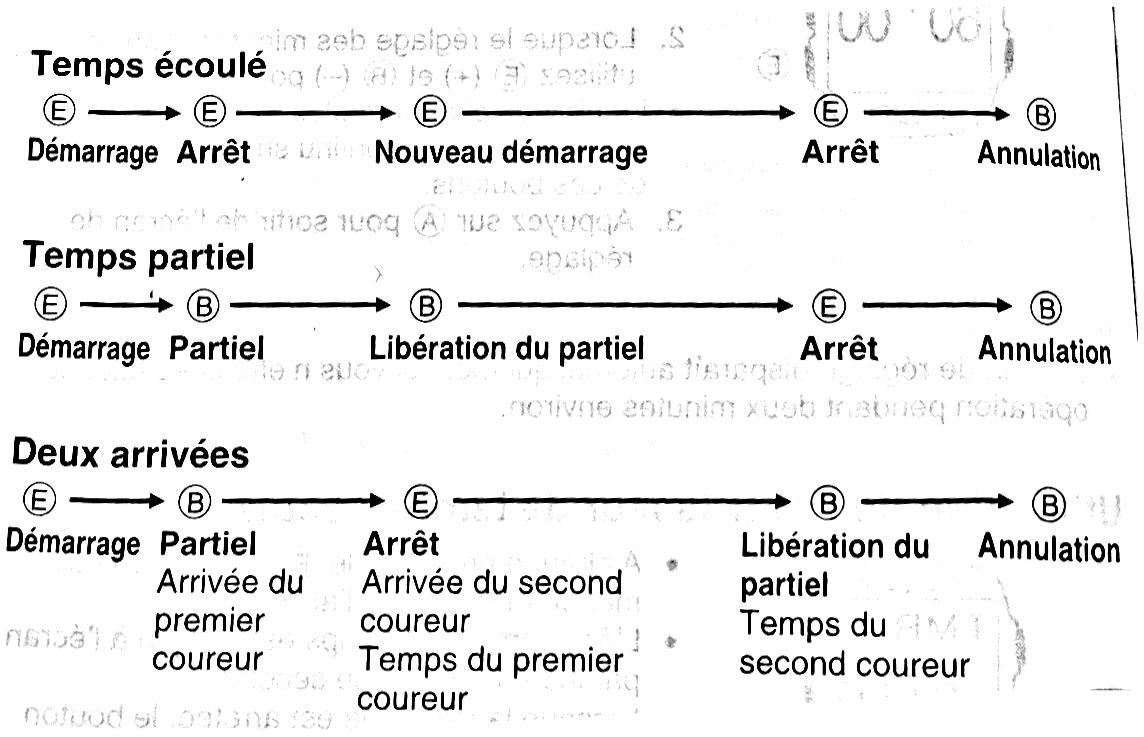 Temps écoulé
Ⓔ Ⓔ Ⓔ Ⓔ Ⓑ
Démarrage Arrêt Nouveau démarrage Arrêt Annulation
Temps partiel
Ⓔ Ⓑ Ⓑ Ⓔ Ⓑ
Démarrage Partiel Libération du partiel Arrêt Annulation
Deux arrivées
Ⓔ Ⓑ Ⓔ Ⓑ Ⓑ
Démarrage Partiel Arrêt Libération du Annulation
Arrivée du Arrivée du second partiel
premier coureur Temps du
coureur Temps du premier second coureur
coureur